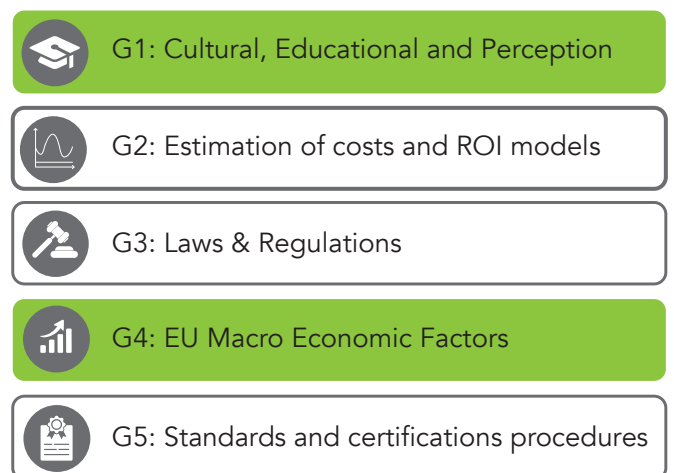 G1: Cultural, Educational and Perception
G2: Estimation of costs and ROI models
G3: Laws & Regulations
G4: EU Macro Economic Factors
G5: Standards and certifications procedures